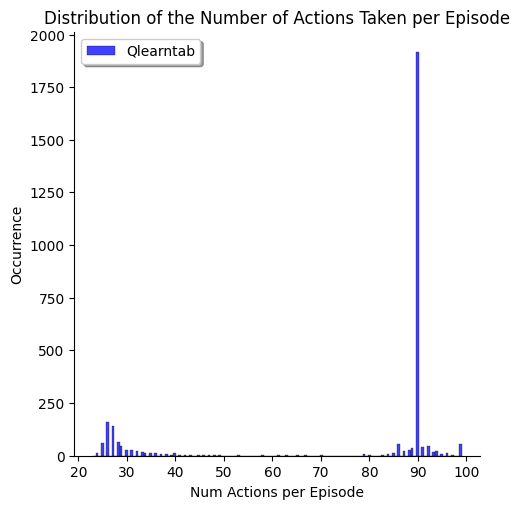 Distribution of the Number of Actions Taken per Episode
Qlearntab
2000
1750
1500
1250
1000
750
500
250
0
Occurrence
20 30 40 50 60 70 80 90 100
Num Actions per Episode